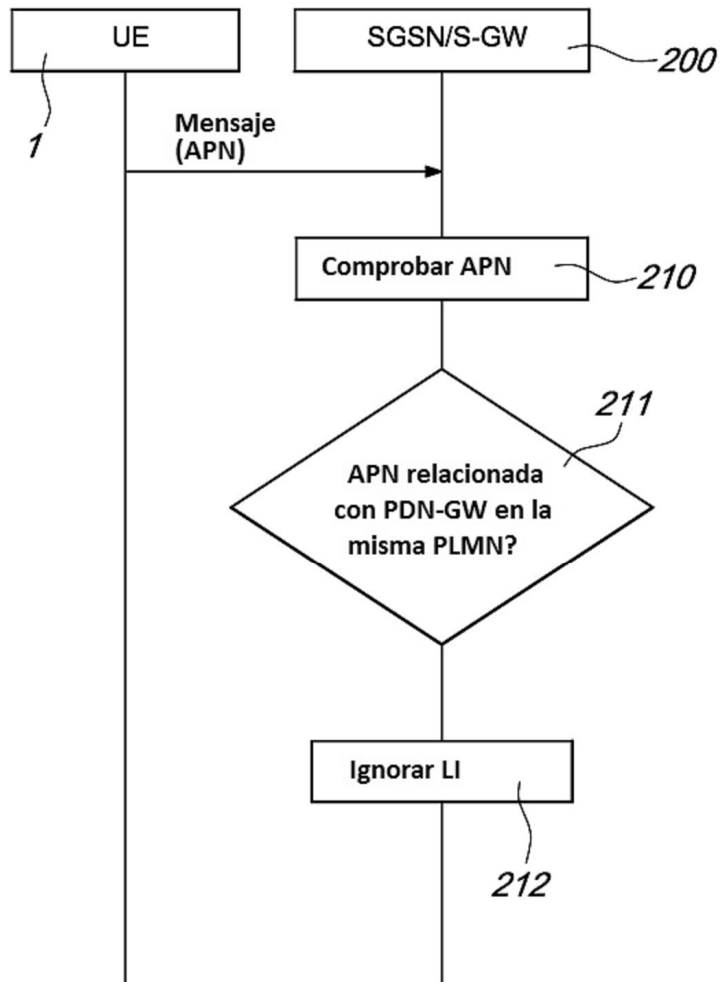 UE
SGSN/S-GW
200
1
Mensaje
(APN)
Comprobar APN
210
211
APN relacionada
con PDN-GW en la
misma PLMN?
Ignorar LI
212